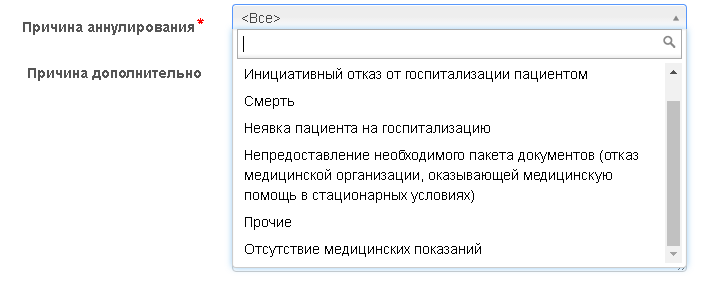 Причина аннулирования*
<Все>
Причина дополнительно
Инициативный отказ от госпитализации пациентом
Смерть
Неявка пациента на госпитализацию
Непредоставление необходимого пакета документов (отказ
медицинской организации, оказывающей медицинскую
помощь в стационарных условиях)
Прочие
Отсутствие медицинских показаний